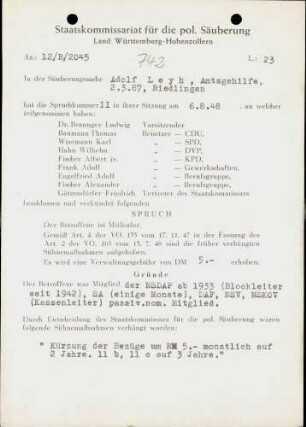 Staatskommissariat für die pol. Säuberung
Land Württemberg-Hohenzollern
Az.: 12/B/2045
742
L.: 23
In der Säuberungssache Adolf Leyh, Amtsgehilfe,
2.3.87, Riedlingen
hat die Spruchkammer II in ihrer Sitzung am 6.8.48 , an welcher
teilgenommen haben:
Dr. Braunger Ludwig Vorsitzender
Baumann Thomas Beisitzer – CDU,
Wisemann Karl „ – SPD,
Huhn Wilhelm „ – DVP,
Fischer Albert jr. „ – KPD,
Frank Adolf „ – Gewerkschaften,
Engelfried Adolf „ – Berufsgruppe,
Fischer Alexander „ – Berufsgruppe,
Friedrich Vertreter des Staatskommissars
beschlossen und verkündet folgenden
SPRUCH
Der Betroffene ist Mitläufer.
Gemäß Art. 4 der VO 133 vom 17. 11. 47 in der Fassung des
Art. 2 der VO. 165 vom 13. 7. 48 sind die früher verhängten
Sühnemaßnahmen aufgehoben.
Es wird eine Verwaltungsgebühr von DM 5.- erhoben.
Gründe
Der Betroffene war Mitglied der NSDAP ab 1933 (Blockleiter
seit 1942), SA (einige Monate), DAF, NSV, NSKOV
(Kassenleiter) passiv.nom. Mitglied.
Durch Entscheidung des Staatskommissars für die pol. Säuberung waren
folgende Sühnemaßnahmen verhängt worden:
" Kürzung der Bezüge um RM 5.- monatlich auf
2 Jahre. 11 b, 11 c auf 3 Jahre."